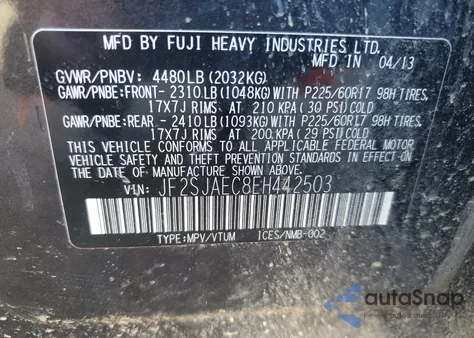 MFD BY FUJI HEAVY INDUSTRIES LTD.
MFD IN 04/13
GVWR/PNBV: 4480LB (2032KG)
GAWR/PNBE:FRONT- 2310LB (1048KG) WITH P225/60R17 98H TIRES,
17X7J RIMS AT 210 KPA (30 PSI) COLD
GAWR/PNBE:REAR - 2410LB (1093KG) WITH P225/60R17 98H TIRES,
17X7J RIMS AT 200 KPA (29 PSI) COLD
THIS VEHICLE CONFORMS TO ALL APPLICABLE FEDERAL MOTOR
VEHICLE SAFETY, BUMPER, AND THEFT PREVENTION STANDARDS
IN EFFECT ON THE DATE OF MANUFACTURE SHOWN ABOVE.
VIN: JF2SJAEC8EH442503
TYPE:MPV/VTUM ICES/NMB-002
autoSnap